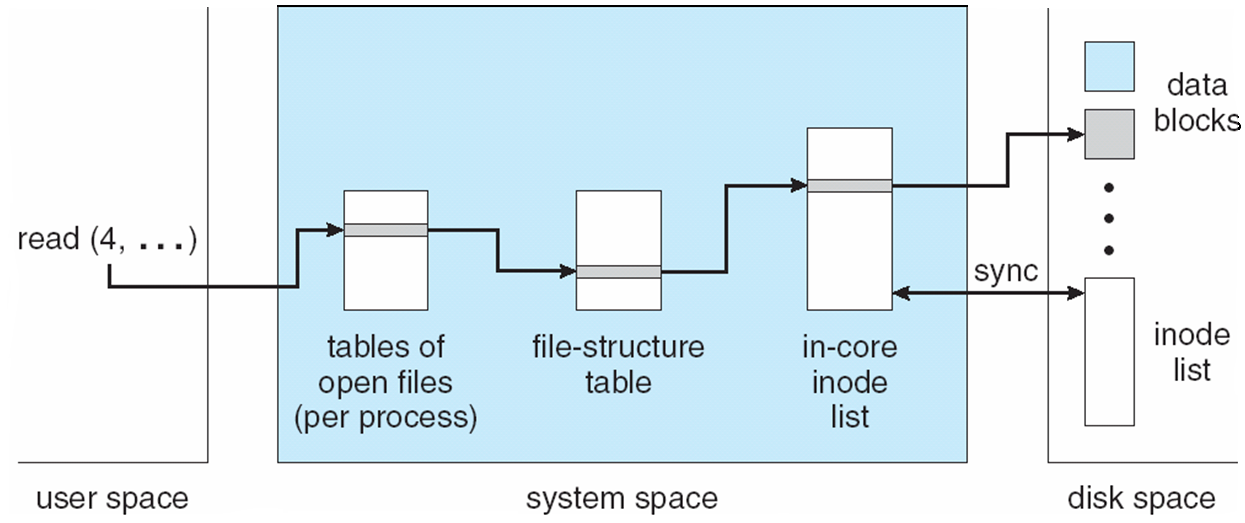 read (4, ...)
tables of
open files
(per process)
file-structure
table
in-core
inode
list
sync
data
blocks
inode
list
user space
system space
disk space